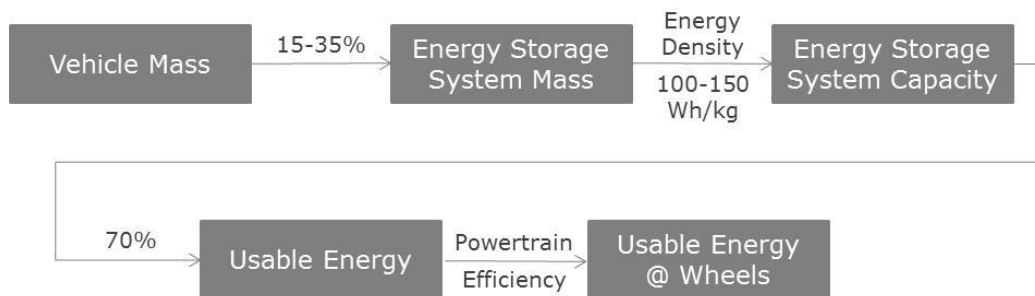 Vehicle Mass
15-35%
Energy Storage
System Mass
Energy
Density
100-150
Wh/kg
Energy Storage
System Capacity
70%
Usable Energy
Powertrain
Efficiency
Usable Energy
@ Wheels